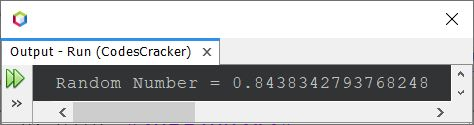 Output - Run (CodesCracker)
Random Number = 0.8438342793768248